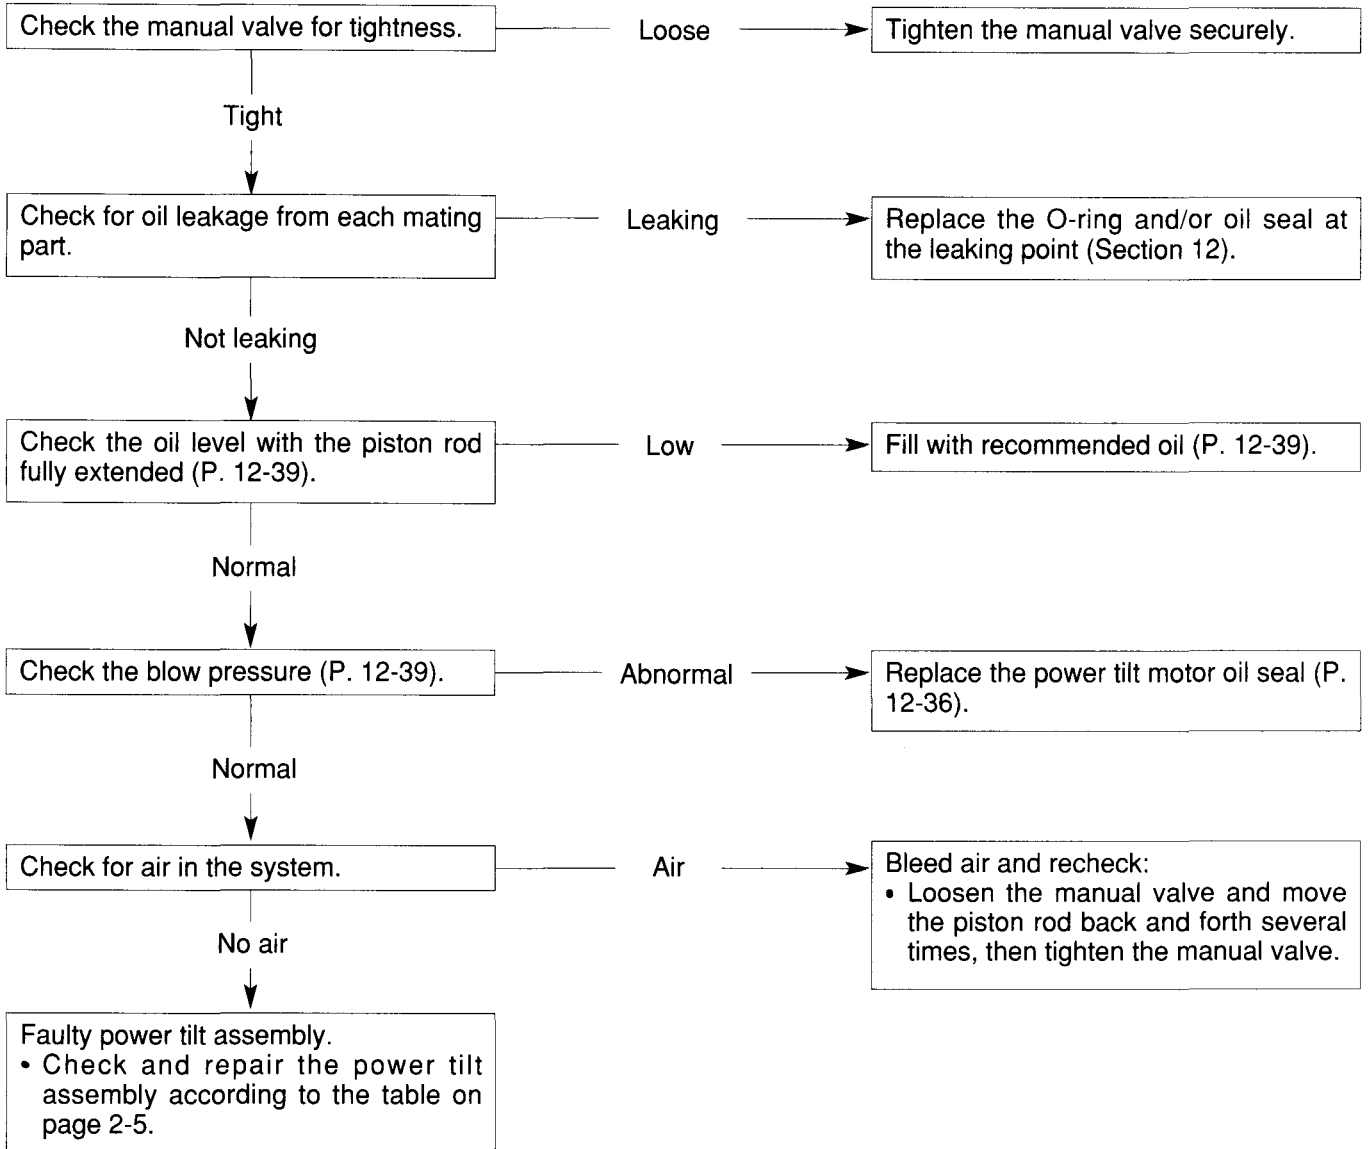 Check the manual valve for tightness.
Loose
Tighten the manual valve securely.
Tight
Check for oil leakage from each mating
part.
Leaking
Replace the O-ring and/or oil seal at
the leaking point (Section 12).
Not leaking
Check the oil level with the piston rod
fully extended (P. 12-39).
Low
Fill with recommended oil (P. 12-39).
Normal
Check the blow pressure (P. 12-39).
Abnormal
Replace the power tilt motor oil seal (P.
12-36).
Normal
Check for air in the system.
Air
Bleed air and recheck:
• Loosen the manual valve and move
the piston rod back and forth several
times, then tighten the manual valve.
No air
Faulty power tilt assembly.
• Check and repair the power tilt
assembly according to the table on
page 2-5.